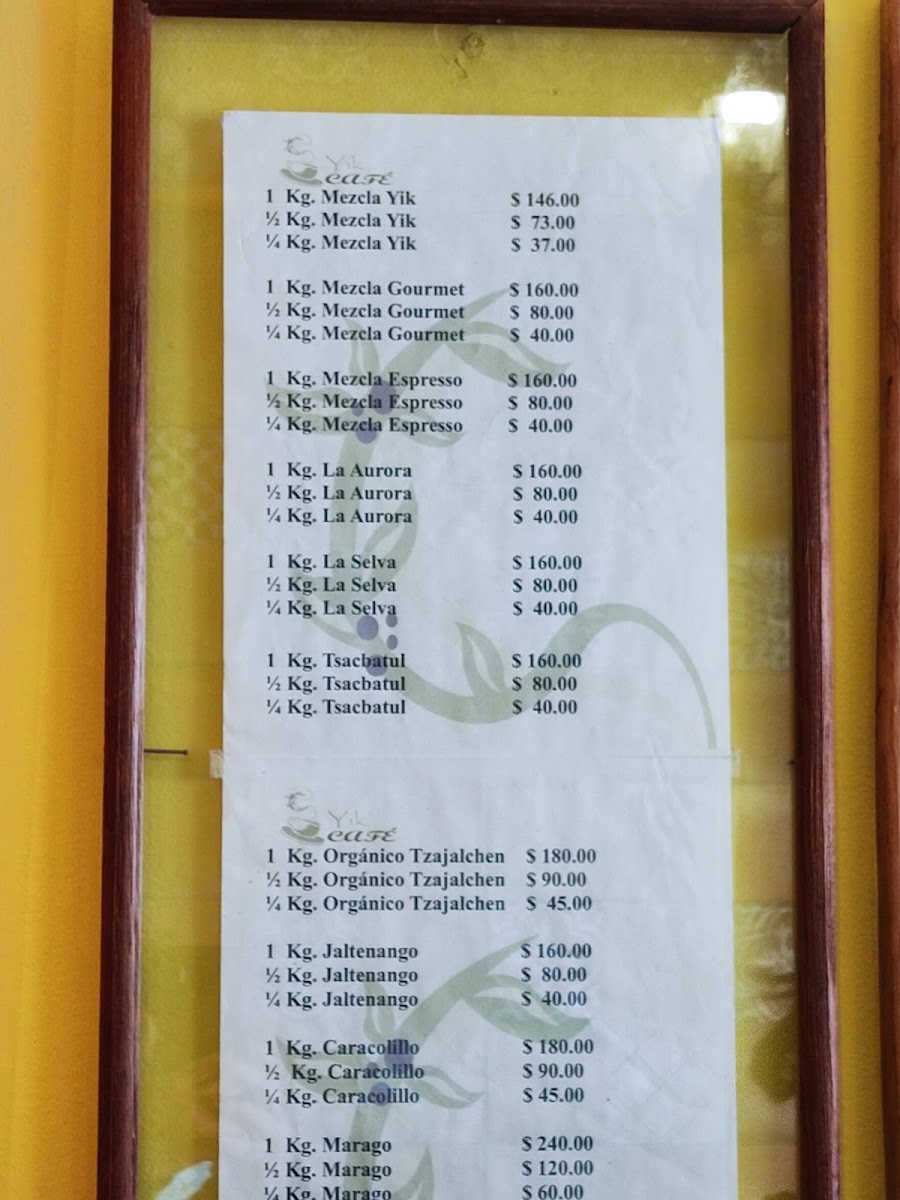 Yik
CAFÉ
1 Kg. Mezcla Yik $ 146.00
½ Kg. Mezcla Yik $ 73.00
¼ Kg. Mezcla Yik $ 37.00
1 Kg. Mezcla Gourmet $ 160.00
½ Kg. Mezcla Gourmet $ 80.00
¼ Kg. Mezcla Gourmet $ 40.00
1 Kg. Mezcla Espresso $ 160.00
½ Kg. Mezcla Espresso $ 80.00
¼ Kg. Mezcla Espresso $ 40.00
1 Kg. La Aurora $ 160.00
½ Kg. La Aurora $ 80.00
¼ Kg. La Aurora $ 40.00
1 Kg. La Selva $ 160.00
½ Kg. La Selva $ 80.00
¼ Kg. La Selva $ 40.00
1 Kg. Tsacbatul $ 160.00
½ Kg. Tsacbatul $ 80.00
¼ Kg. Tsacbatul $ 40.00
Yik
CAFÉ
1 Kg. Orgánico Tzajalchen $ 180.00
½ Kg. Orgánico Tzajalchen $ 90.00
¼ Kg. Orgánico Tzajalchen $ 45.00
1 Kg. Jaltenango $ 160.00
½ Kg. Jaltenango $ 80.00
¼ Kg. Jaltenango $ 40.00
1 Kg. Caracolillo $ 180.00
½ Kg. Caracolillo $ 90.00
¼ Kg. Caracolillo $ 45.00
1 Kg. Marago $ 240.00
½ Kg. Marago $ 120.00
¼ Kg. Marago $ 60.00